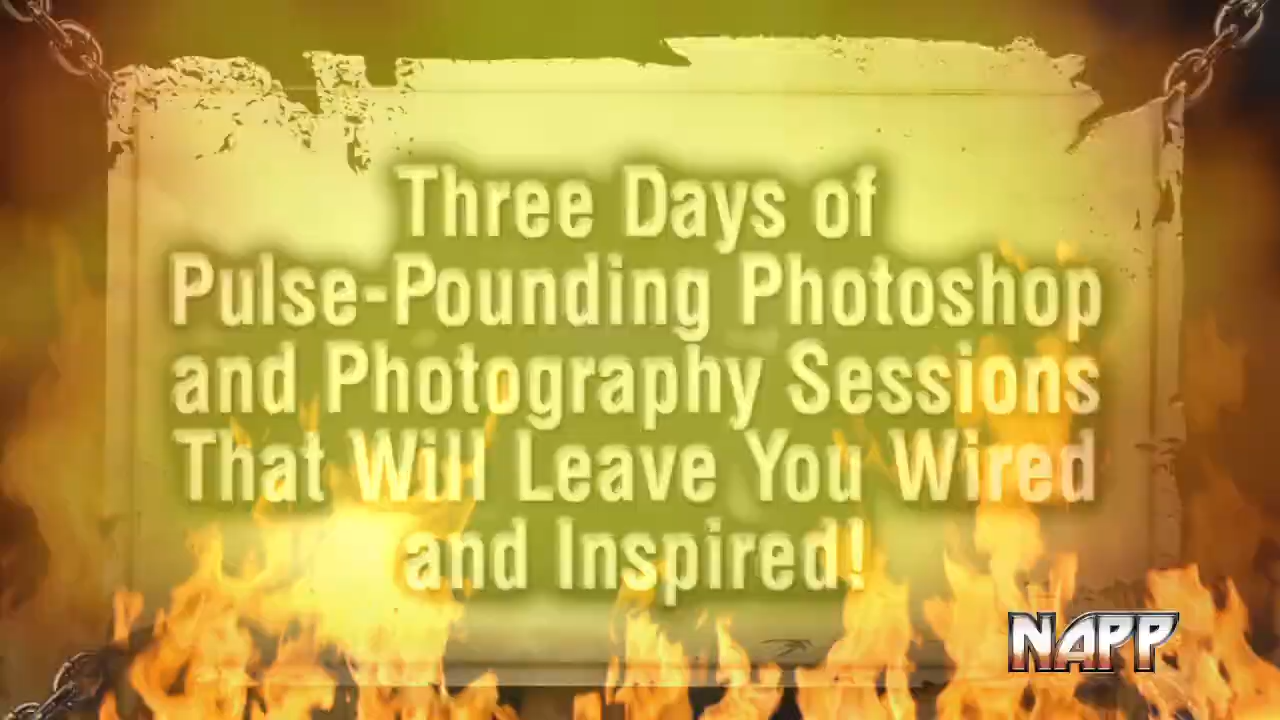 Three Days of
Pulse-Pounding Photoshop
and Photography Sessions
That Will Leave You Wired
and Inspired!
NAPP